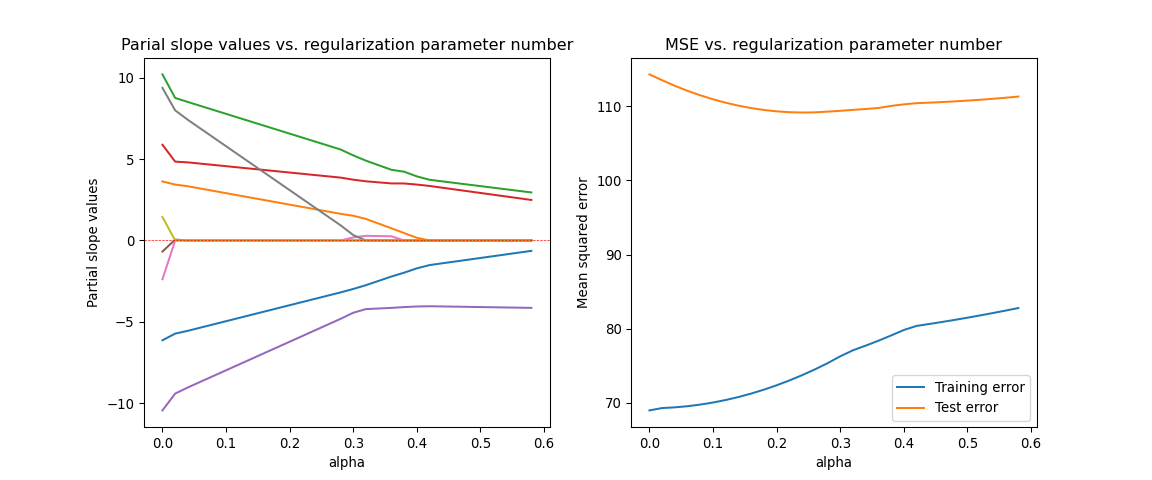 Parial slope values vs. regularization parameter number
Partial slope values
10
5
0
−5
−10
0.0 0.1 0.2 0.3 0.4 0.5 0.6
alpha
MSE vs. regularization parameter number
Mean squared error
110
100
90
80
70
0.0 0.1 0.2 0.3 0.4 0.5 0.6
alpha
Training error
Test error